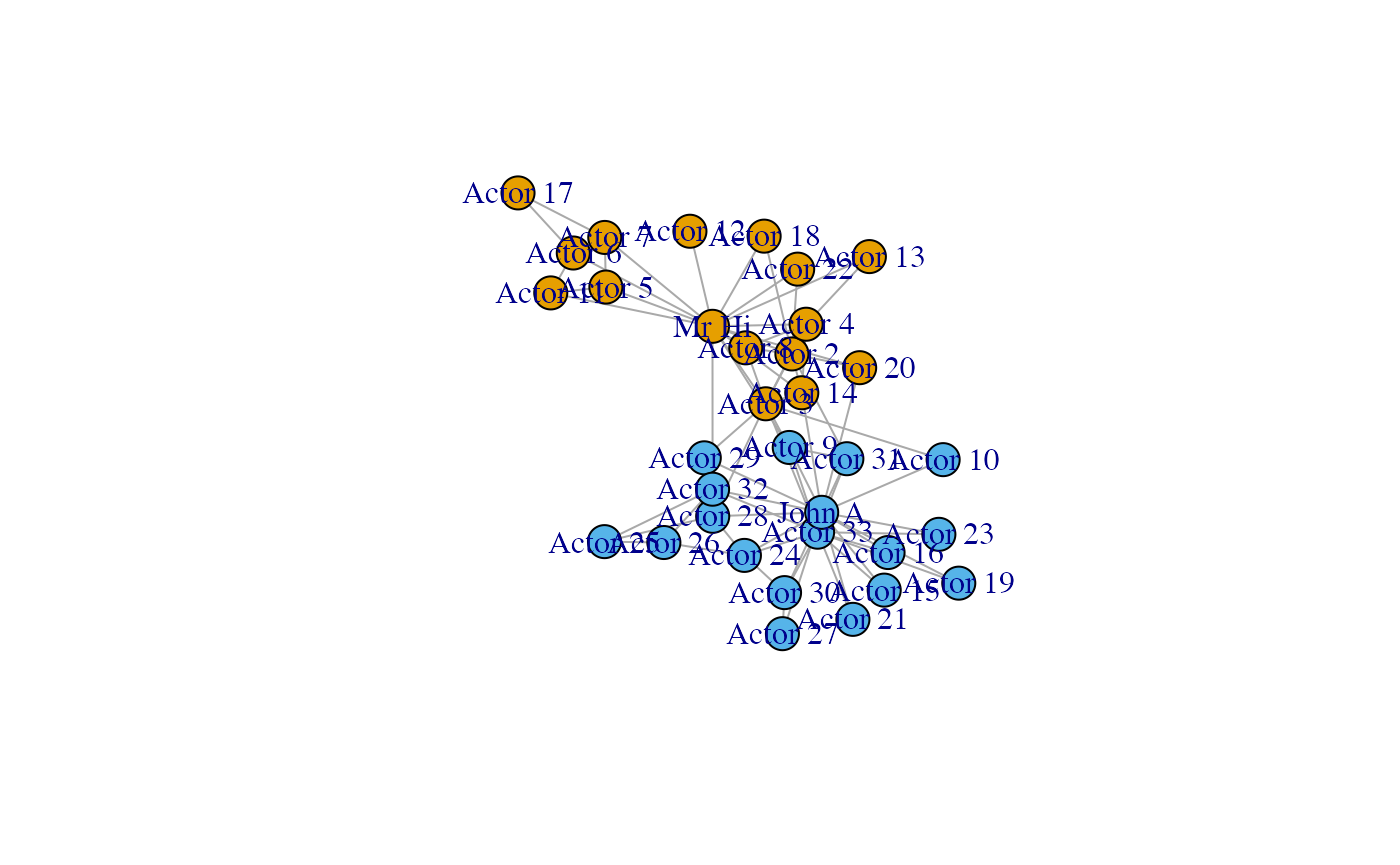 Actor 17
Actor 7
Actor 12
Actor 18
Actor 6
Actor 13
Actor 22
Actor 11
Actor 5
Mr Hi
Actor 4
Actor 8
Actor 2
Actor 20
Actor 14
Actor 3
Actor 9
Actor 29
Actor 31
Actor 10
Actor 32
John A
Actor 28
Actor 33
Actor 23
Actor 25
Actor 26
Actor 24
Actor 16
Actor 19
Actor 30
Actor 15
Actor 21
Actor 27